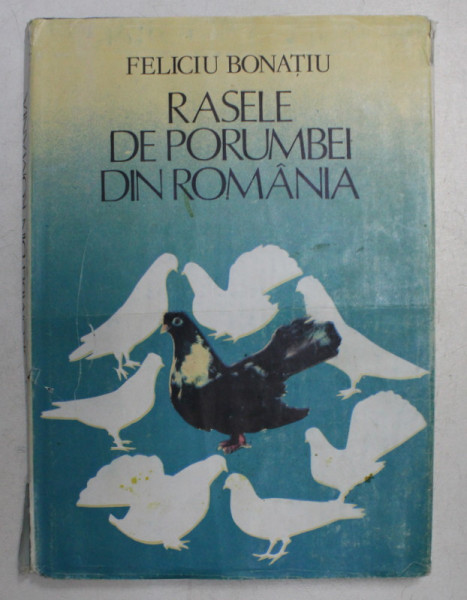 FELICIU BONAȚIU
RASELE
DE PORUMBEI
DIN ROMÂNIA